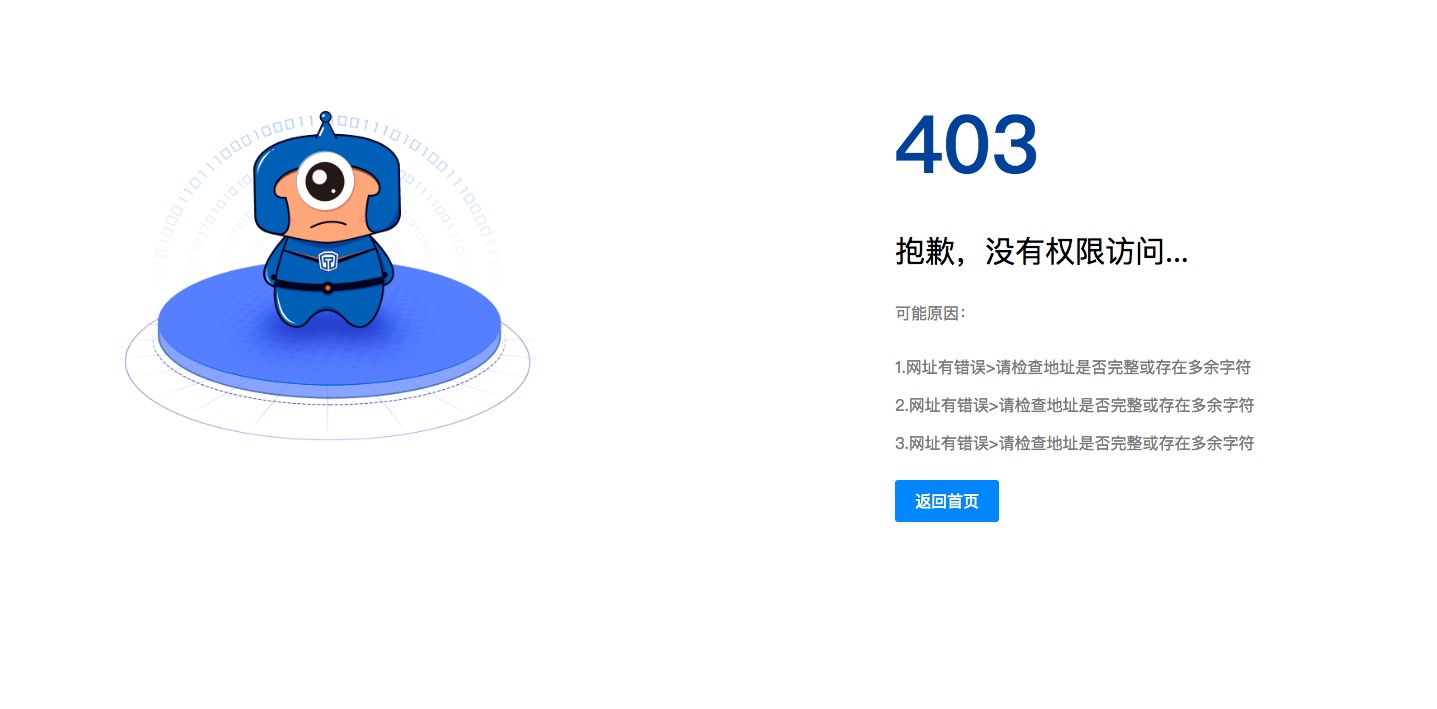 403
抱歉，没有权限访问...
可能原因：
1.网址有错误>请检查地址是否完整或存在多余字符
2.网址有错误>请检查地址是否完整或存在多余字符
3.网址有错误>请检查地址是否完整或存在多余字符
返回首页